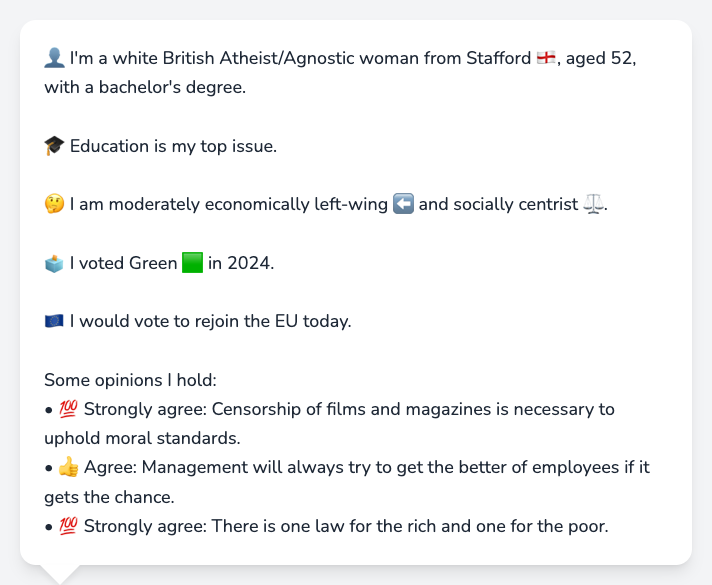 👤 I'm a white British Atheist/Agnostic woman from Stafford 🏴󠁧󠁢󠁥󠁮󠁧󠁿, aged 52,
with a bachelor's degree.
🎓 Education is my top issue.
🤔 I am moderately economically left-wing ⬅️ and socially centrist ⚖️.
🗳️ I voted Green 🟩 in 2024.
🇪🇺 I would vote to rejoin the EU today.
Some opinions I hold:
• 💯 Strongly agree: Censorship of films and magazines is necessary to
uphold moral standards.
• 👍 Agree: Management will always try to get the better of employees if it
gets the chance.
• 💯 Strongly agree: There is one law for the rich and one for the poor.